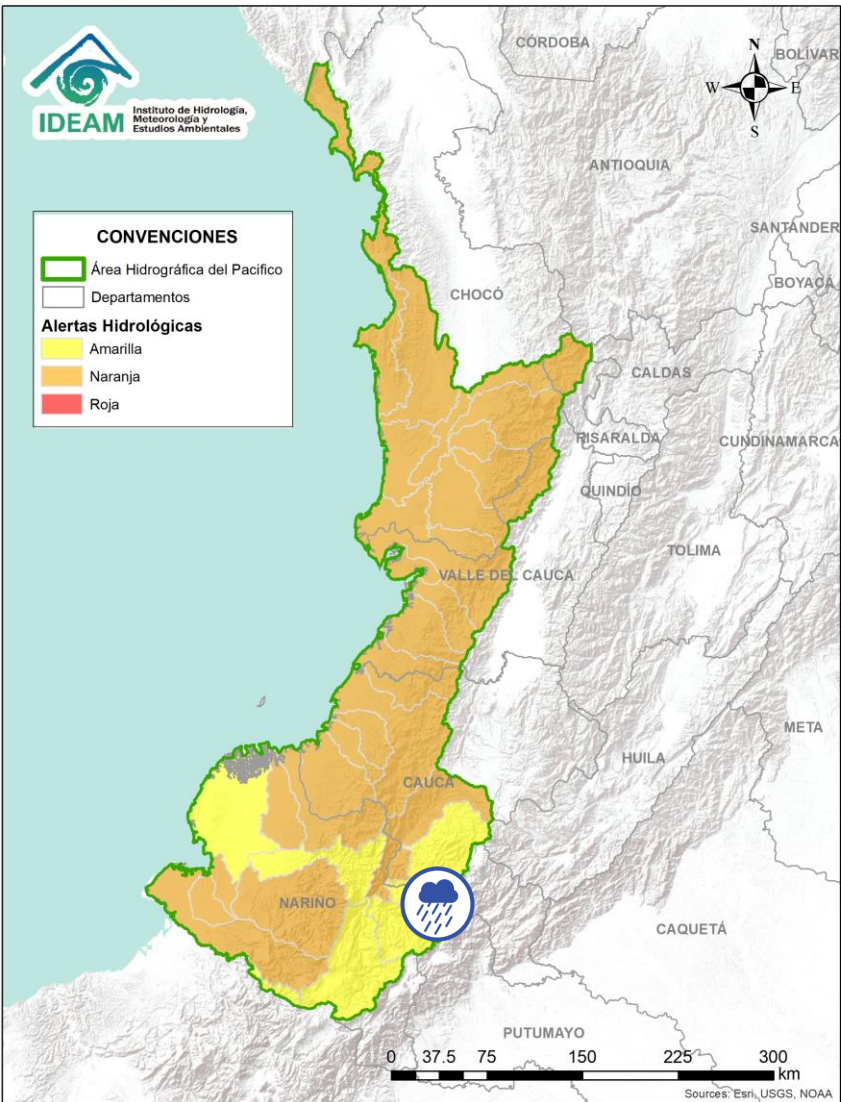 IDEAM
Instituto de Hidrología,
Meteorología y
Estudios Ambientales
N
W
E
S
CÓRDOBA
BOLÍVAR
ANTIOQUIA
SANTANDER
BOYACÁ
CHOCÓ
CONVENCIONES
Área Hidrográfica del Pacifico
Departamentos
Alertas Hidrológicas
Amarilla
Naranja
Roja
CALDAS
RISARALDA
CUNDINAMARCA
QUINDÍO
TOLIMA
VALLE DEL CAUCA
META
HUILA
CAUCA
NARIÑO
CAQUETÁ
PUTUMAYO
0 37.5 75 150 225 300
km
Sources: Esri, USGS, NOAA